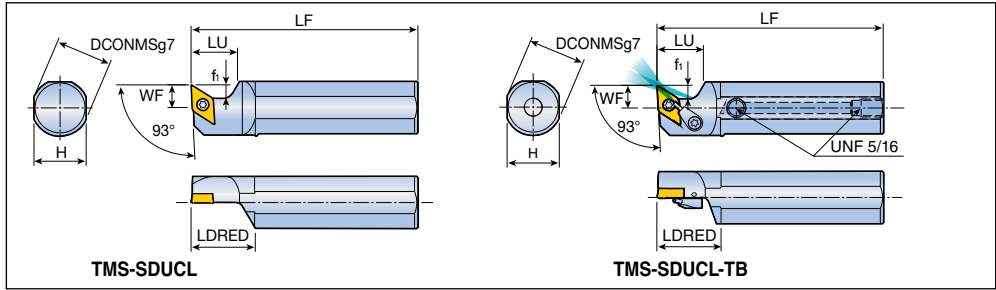 LF
DCONMSg7
LU
f1
WF
93°
H
LDRED
TMS-SDUCL
LF
DCONMSg7
LU
f1
WF
93°
H
UNF 5/16
LDRED
TMS-SDUCL-TB